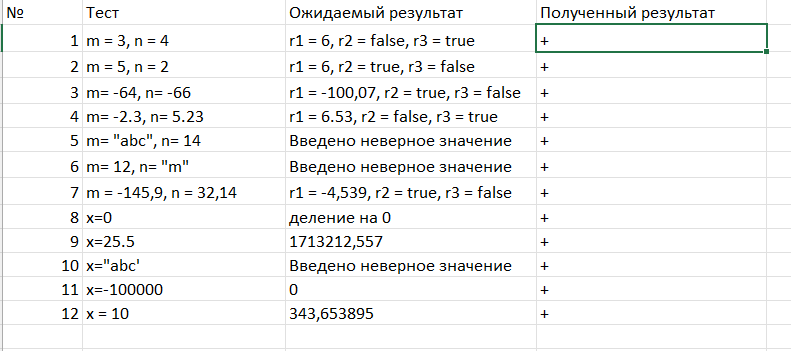 № Тест Ожидаемый результат Полученный результат
1 m = 3, n = 4 r1 = 6, r2 = false, r3 = true +
2 m = 5, n = 2 r1 = 6, r2 = true, r3 = false +
3 m= -64, n= -66 r1 = -100,07, r2 = true, r3 = false +
4 m= -2.3, n= 5.23 r1 = 6.53, r2 = false, r3 = true +
5 m= "abc", n= 14 Введено неверное значение +
6 m= 12, n= "m" Введено неверное значение +
7 m = -145,9, n = 32,14 r1 = -4,539, r2 = true, r3 = false +
8 x=0 деление на 0 +
9 x=25.5 1713212,557 +
10 x="abc' Введено неверное значение +
11 x=-100000 0 +
12 x = 10 343,653895 +